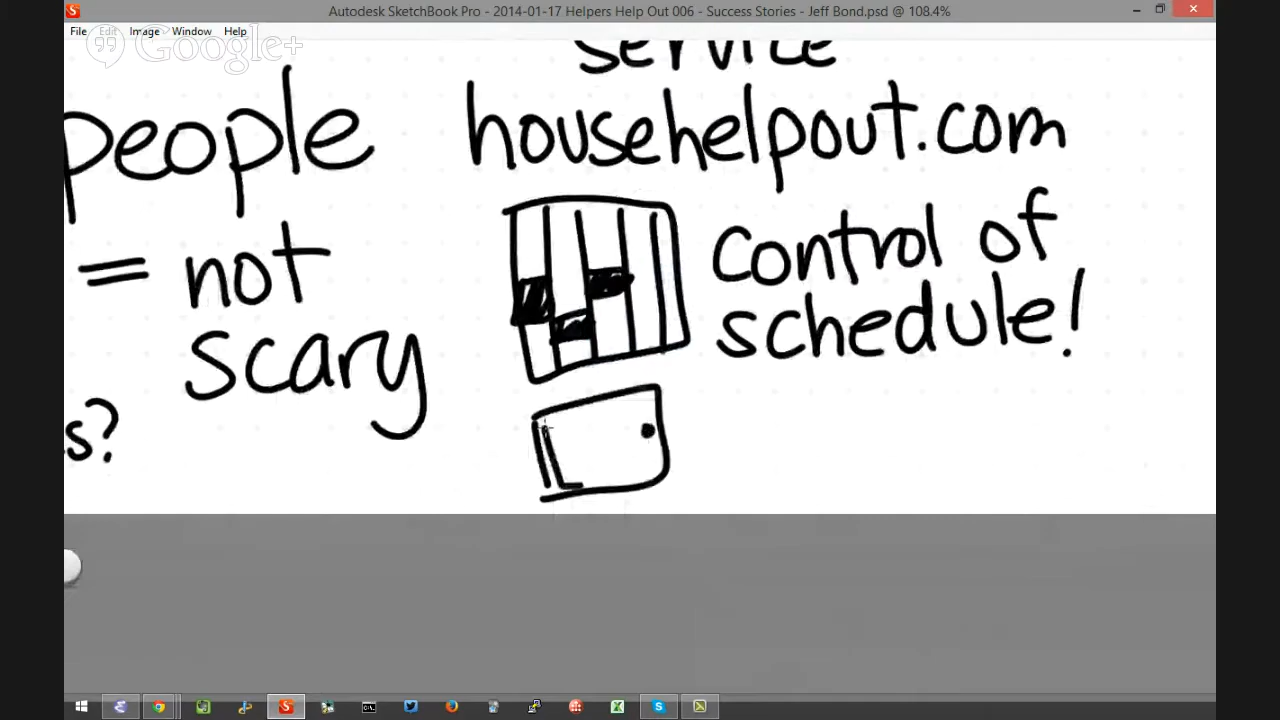 Autodesk SketchBook Pro - 2014-01-17 Helpers Help Out 006 - Success Stories - Jeff Bond.psd @ 108.4%
File Edit Image Window Help
Google+
service
people
househelpout.com
= not
scary
control of
schedule!
s?